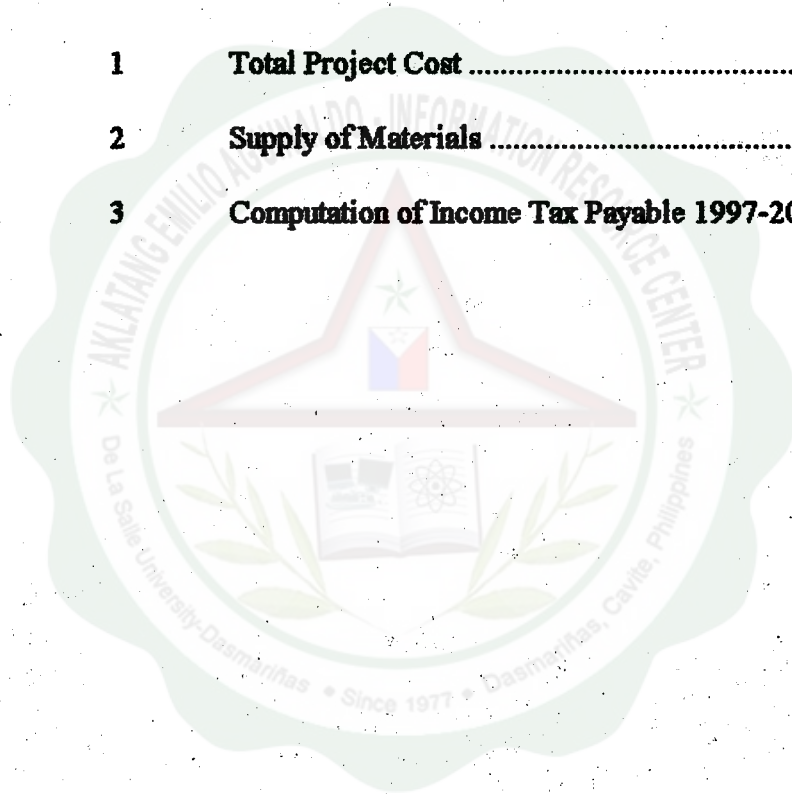 1 Total Project Cost ........................................
2 Supply of Materials ......................................
3 Computation of Income Tax Payable 1997-20
AKLATANG EMILIO AGUINALDO - INFORMATION RESOURCE CENTER
De La Salle University-Dasmariñas • Since 1977 • Dasmariñas, Cavite, Philippines